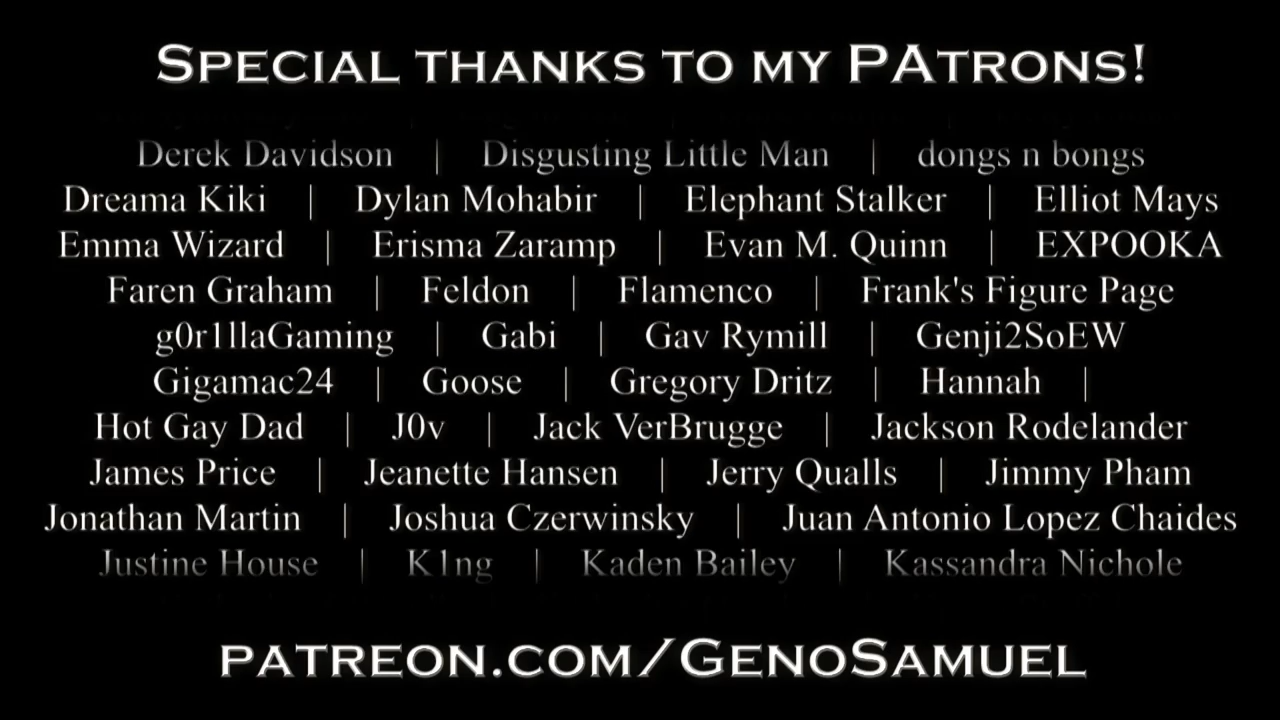 SPECIAL THANKS TO MY PATRONS!
Derek Davidson | Disgusting Little Man | dongs n bongs
Dreama Kiki | Dylan Mohabir | Elephant Stalker | Elliot Mays
Emma Wizard | Erisma Zaramp | Evan M. Quinn | EXPOOKA
Faren Graham | Feldon | Flamenco | Frank's Figure Page
g0r1llaGaming | Gabi | Gav Rymill | Genji2SoEW
Gigamac24 | Goose | Gregory Dritz | Hannah |
Hot Gay Dad | J0v | Jack VerBrugge | Jackson Rodelander
James Price | Jeanette Hansen | Jerry Qualls | Jimmy Pham
Jonathan Martin | Joshua Czerwinsky | Juan Antonio Lopez Chaides
Justine House | K1ng | Kaden Bailey | Kassandra Nichole
PATREON.COM/GENOSAMUEL